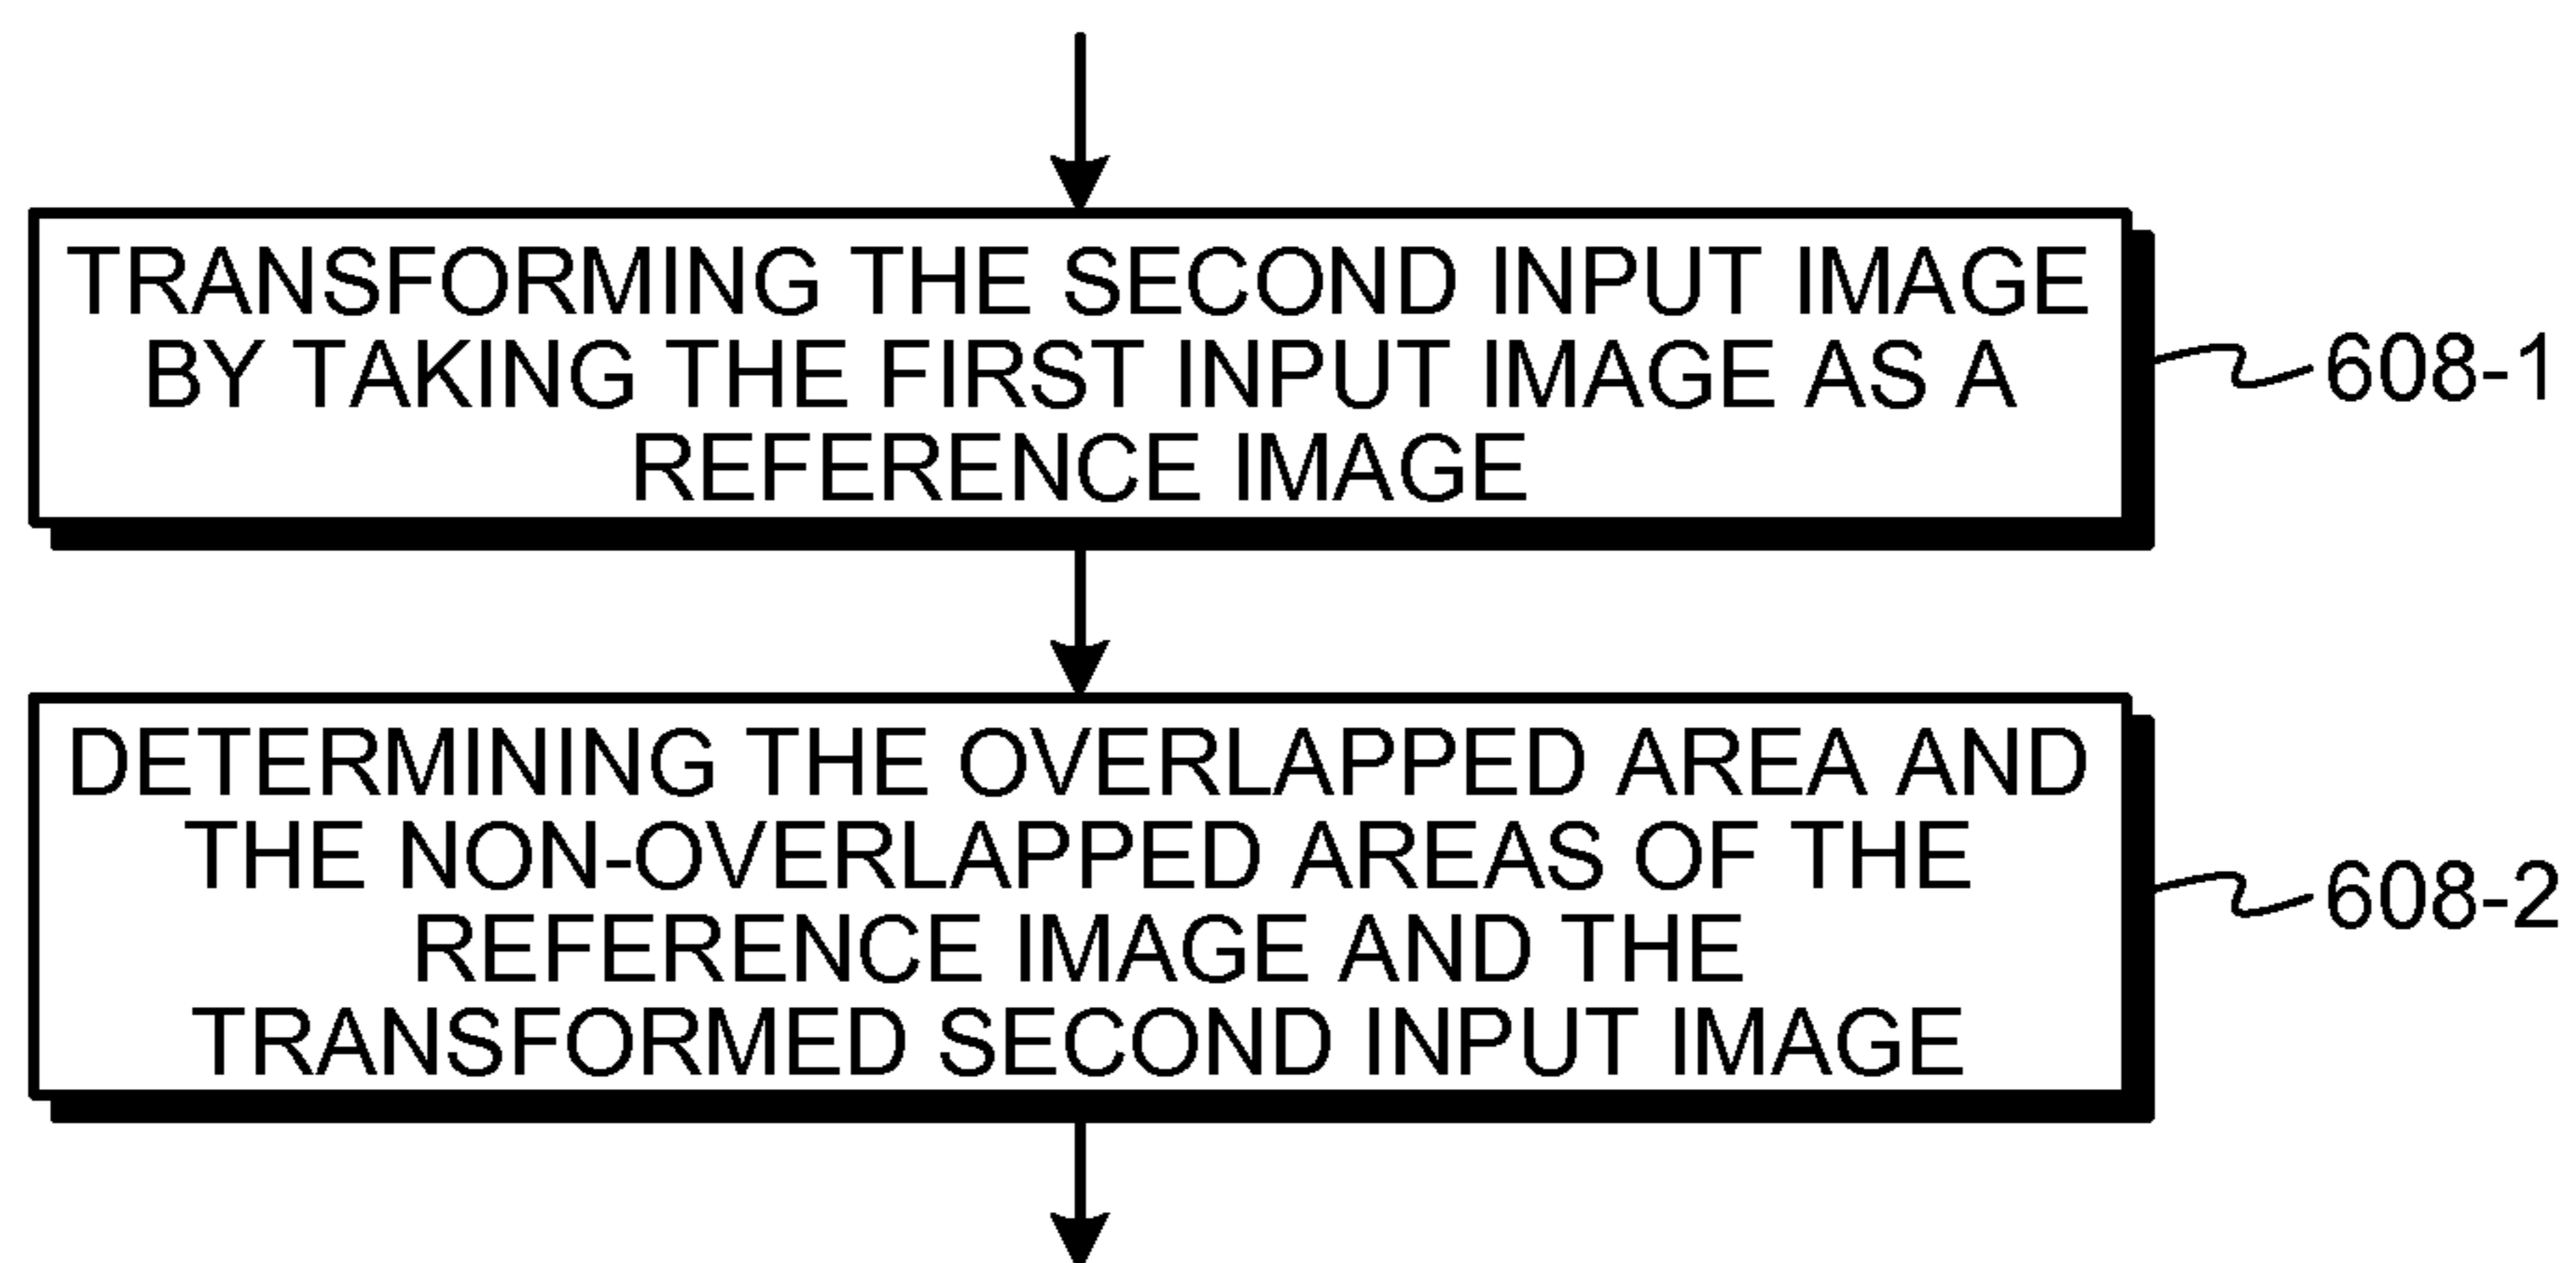 TRANSFORMING THE SECOND INPUT IMAGE
BY TAKING THE FIRST INPUT IMAGE AS A
REFERENCE IMAGE
608-1
DETERMINING THE OVERLAPPED AREA AND
THE NON-OVERLAPPED AREAS OF THE
REFERENCE IMAGE AND THE
TRANSFORMED SECOND INPUT IMAGE
608-2